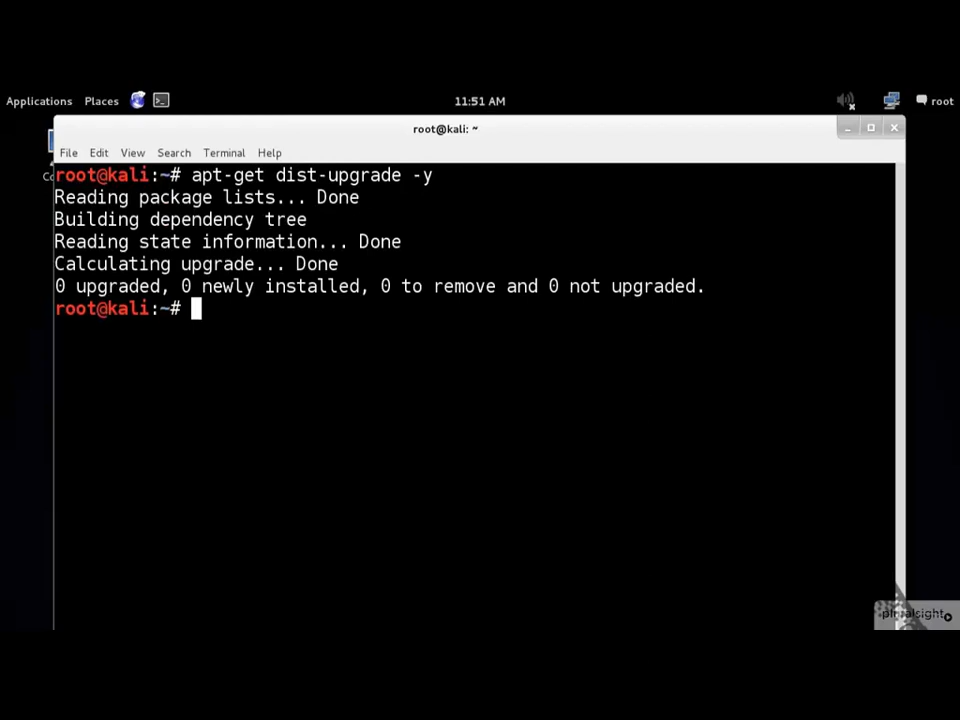 Applications Places 11:51 AM root
root@kali: ~
File Edit View Search Terminal Help
root@kali:~# apt-get dist-upgrade -y
Reading package lists... Done
Building dependency tree
Reading state information... Done
Calculating upgrade... Done
0 upgraded, 0 newly installed, 0 to remove and 0 not upgraded.
root@kali:~#
pluralsight